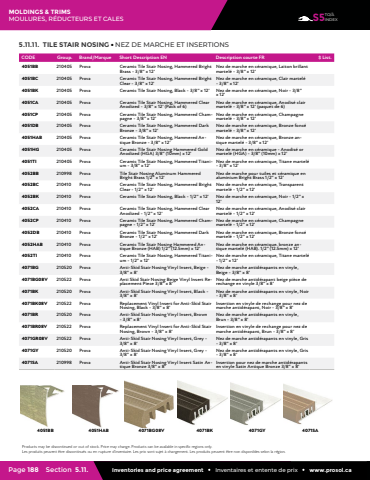 MOLDINGS & TRIMS
MOULURES, RÉDUCTEURS ET CALES
55
TOC
INDEX
5.11.11. TILE STAIR NOSING • NEZ DE MARCHE ET INSERTIONS
CODE Group. Brand/Marque Short Description EN Description courte FR $ List.
4051BB 210405 Prova Ceramic Tile Stair Nosing, Hammered Bright Nez de marche en céramique, Laiton brillant
Brass - 3/8" x 12' martelé - 3/8" x 12'
4051BC 210405 Prova Ceramic Tile Stair Nosing, Hammered Bright Nez de marche en céramique, Clair martelé
Clear - 3/8" x 12' - 3/8" x 12'
4051BK 210405 Prova Ceramic Tile Stair Nosing, Black - 3/8" x 12' Nez de marche en céramique, Noir - 3/8"
x 12'
4051CA 210405 Prova Ceramic Tile Stair Nosing, Hammered Clear Nez de marche en céramique, Anodisé clair
Anodized - 3/8" x 12' (Pack of 6) martelé - 3/8" x 12' (paquet de 6)
4051CP 210405 Prova Ceramic Tile Stair Nosing, Hammered Cham- Nez de marche en céramique, Champagne
pagne - 3/8" x 12' martelé - 3/8" x 12'
4051DB 210405 Prova Ceramic Tile Stair Nosing, Hammered Dark Nez de marche en céramique, Bronze foncé
Bronze - 3/8" x 12' martelé - 3/8" x 12'
4051HAB 210405 Prova Ceramic Tile Stair Nosing, Hammered An- Nez de marche en céramique, Bronze an-
tique Bronze - 3/8" x 12' tique martelé - 3/8" x 12'
4051HG 210405 Prova Ceramic Tile Stair Nosing Hammered Gold Nez de marche en céramique - Anodisé or
Anodized (HGA) 3/8" (10mm) x 12' martelé (HGA) - 3/8" (10mm) x 12'
4051TI 210405 Prova Ceramic Tile Stair Nosing, Hammered Titani- Nez de marche en céramique, Titane martelé
um - 3/8" x 12' - 3/8" x 12'
4052BB 210998 Prova Tile Stair Nosing Aluminum Hammered Nez de marche pour tuiles et céramique en
Bright Brass 1/2" x 12' aluminium Bright Brass 1/2" x 12'
4052BC 210410 Prova Ceramic Tile Stair Nosing, Hammered Bright Nez de marche en céramique, Transparent
Clear - 1/2" x 12' martelé - 1/2" x 12'
4052BK 210410 Prova Ceramic Tile Stair Nosing, Black - 1/2" x 12' Nez de marche en céramique, Noir - 1/2" x
12'
4052CA 210410 Prova Ceramic Tile Stair Nosing, Hammered Clear Nez de marche en céramique, Anodisé clair
Anodized - 1/2" x 12' martelé - 1/2" x 12'
4052CP 210410 Prova Ceramic Tile Stair Nosing, Hammered Cham- Nez de marche en céramique, Champagne
pagne - 1/2" x 12' martelé - 1/2" x 12'
4052DB 210410 Prova Ceramic Tile Stair Nosing, Hammered Dark Nez de marche en céramique, Bronze foncé
Bronze - 1/2" x 12' martelé - 1/2" x 12'
4052HAB 210410 Prova Ceramic Tile Stair Nosing Hammered An- Nez de marche en céramique, bronze an-
tique Bronze (HAB) 1/2" (12.5mm) x 12' tique martelé (HAB), 1/2" (12.5mm) x 12'
4052TI 210410 Prova Ceramic Tile Stair Nosing, Hammered Titani- Nez de marche en céramique, Titane martelé
um - 1/2" x 12' - 1/2" x 12'
4071BG 210520 Prova Anti-Skid Stair Nosing Vinyl Insert, Beige - Nez de marche antidérapants en vinyle,
3/8" x 8' Beige - 3/8" x 8'
4071BGDBV 210522 Prova Anti-Skid Stair Nosing Beige Vinyl Insert Re- Nez de marche antidérapant beige pièce de
placement Piece 3/8" x 8' rechange en vinyle 3/8" x 8'
4071BK 210520 Prova Anti-Skid Stair Nosing Vinyl Insert, Black - Nez de marche antidérapants en vinyle, Noir
3/8" x 8' - 3/8" x 8'
4071BKDBV 210522 Prova Replacement Vinyl Insert for Anti-Skid Stair Insertion en vinyle de rechange pour nez de
Nosing, Black - 3/8" x 8' marche antidérapant, Noir - 3/8" x 8'
4071BR 210520 Prova Anti-Skid Stair Nosing Vinyl Insert, Brown Nez de marche antidérapants en vinyle,
- 3/8" x 8' Brun - 3/8" x 8'
4071BRDBV 210522 Prova Replacement Vinyl Insert for Anti-Skid Stair Insertion en vinyle de rechange pour nez de
Nosing, Brown - 3/8" x 8' marche antidérapant, Brun - 3/8" x 8'
4071GRDBV 210522 Prova Anti-Skid Stair Nosing Vinyl Insert, Grey - Nez de marche antidérapants en vinyle, Gris
3/8" x 8' - 3/8" x 8'
4071GY 210520 Prova Anti-Skid Stair Nosing Vinyl Insert, Grey - Nez de marche antidérapants en vinyle, Gris
3/8" x 8' - 3/8" x 8'
4071SA 210998 Prova Anti-Skid Stair Nosing Vinyl Insert Satin An- Insertion pour nez de marche antidérapants
tique Bronze 3/8" x 8' en vinyle Satin Antique Bronze 3/8" x 8'
4051BB 4051HAB 4071BGDBV 4071BK 4071GY 4071SA
Products may be discontinued or out of stock. Price may change. Products can be available in specific regions only.
Les produits peuvent être discontinués ou en rupture d'inventaire. Les prix sont sujet à changement. Les produits peuvent être non disponibles selon la région.
Page 188 Section 5.11. Inventories and price agreement • Inventaires et entente de prix • www.prosol.ca